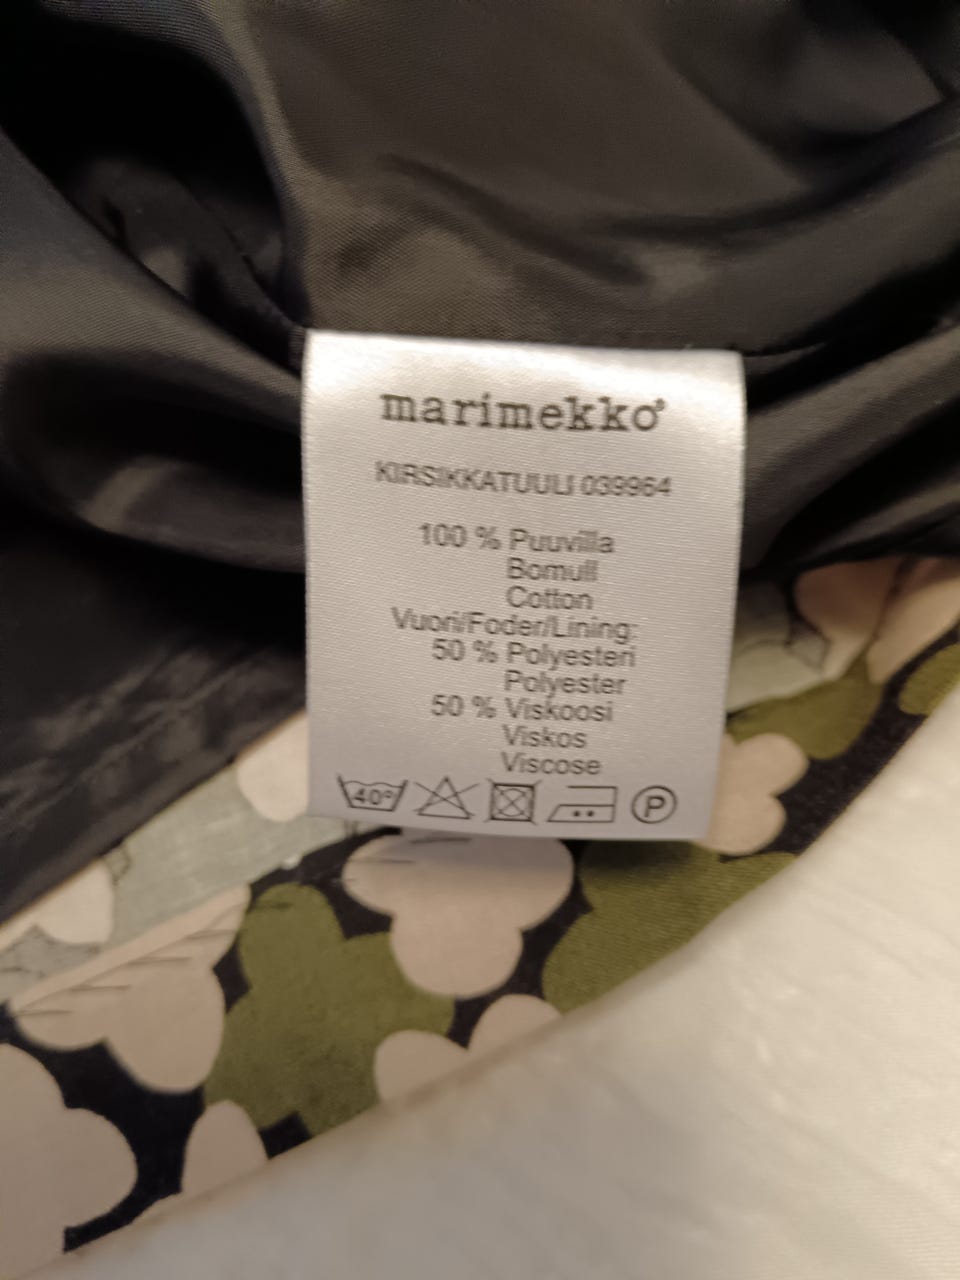 marimekko®
KIRSIKKATUULI 039964
100 % Puuvilla
Bomull
Cotton
Vuori/Foder/Lining:
50 % Polyesteri
Polyester
50 % Viskoosi
Viskos
Viscose
40° P